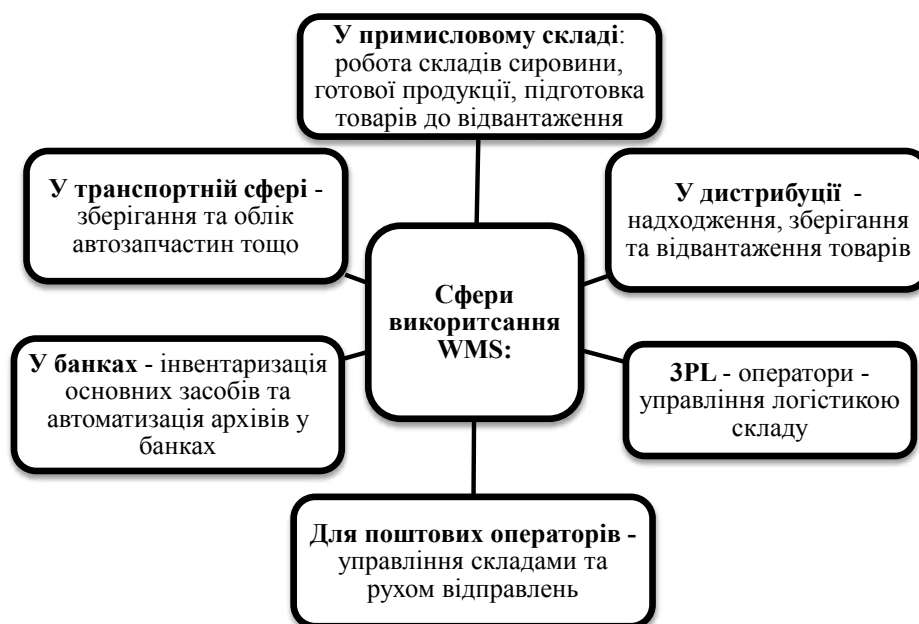 У примисловому складі:
робота складів сировини,
готової продукції, підготовка
товарів до відвантаження
У транспортній сфері -
зберігання та облік
автозапчастин тощо
У дистрибуції -
надходження, зберігання
та відвантаження товарів
Сфери
викоритсання
WMS:
У банках - інвентаризація
основних засобів та
автоматизація архівів у
банках
3PL - оператори -
управління логістикою
складу
Для поштових операторів -
управління складами та
рухом відправлень